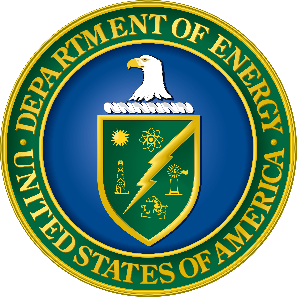 DEPARTMENT OF ENERGY
UNITED STATES OF AMERICA